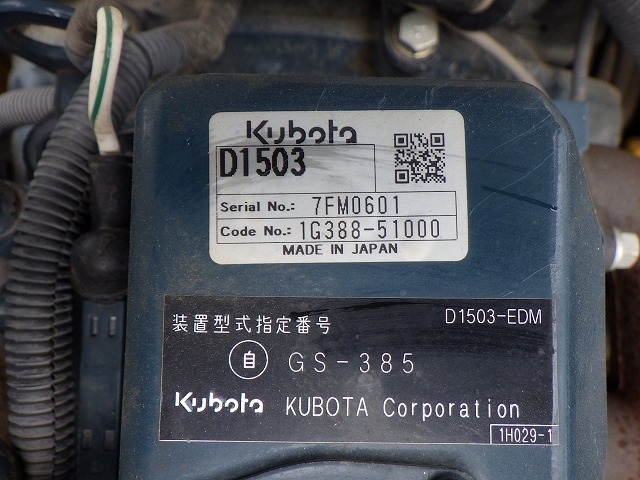 Kubota
D1503
Serial No.: 7FM0601
Code No.: 1G388-51000
MADE IN JAPAN
装置型式指定番号 D1503-EDM
自 GS-385
Kubota KUBOTA Corporation
1H029-1